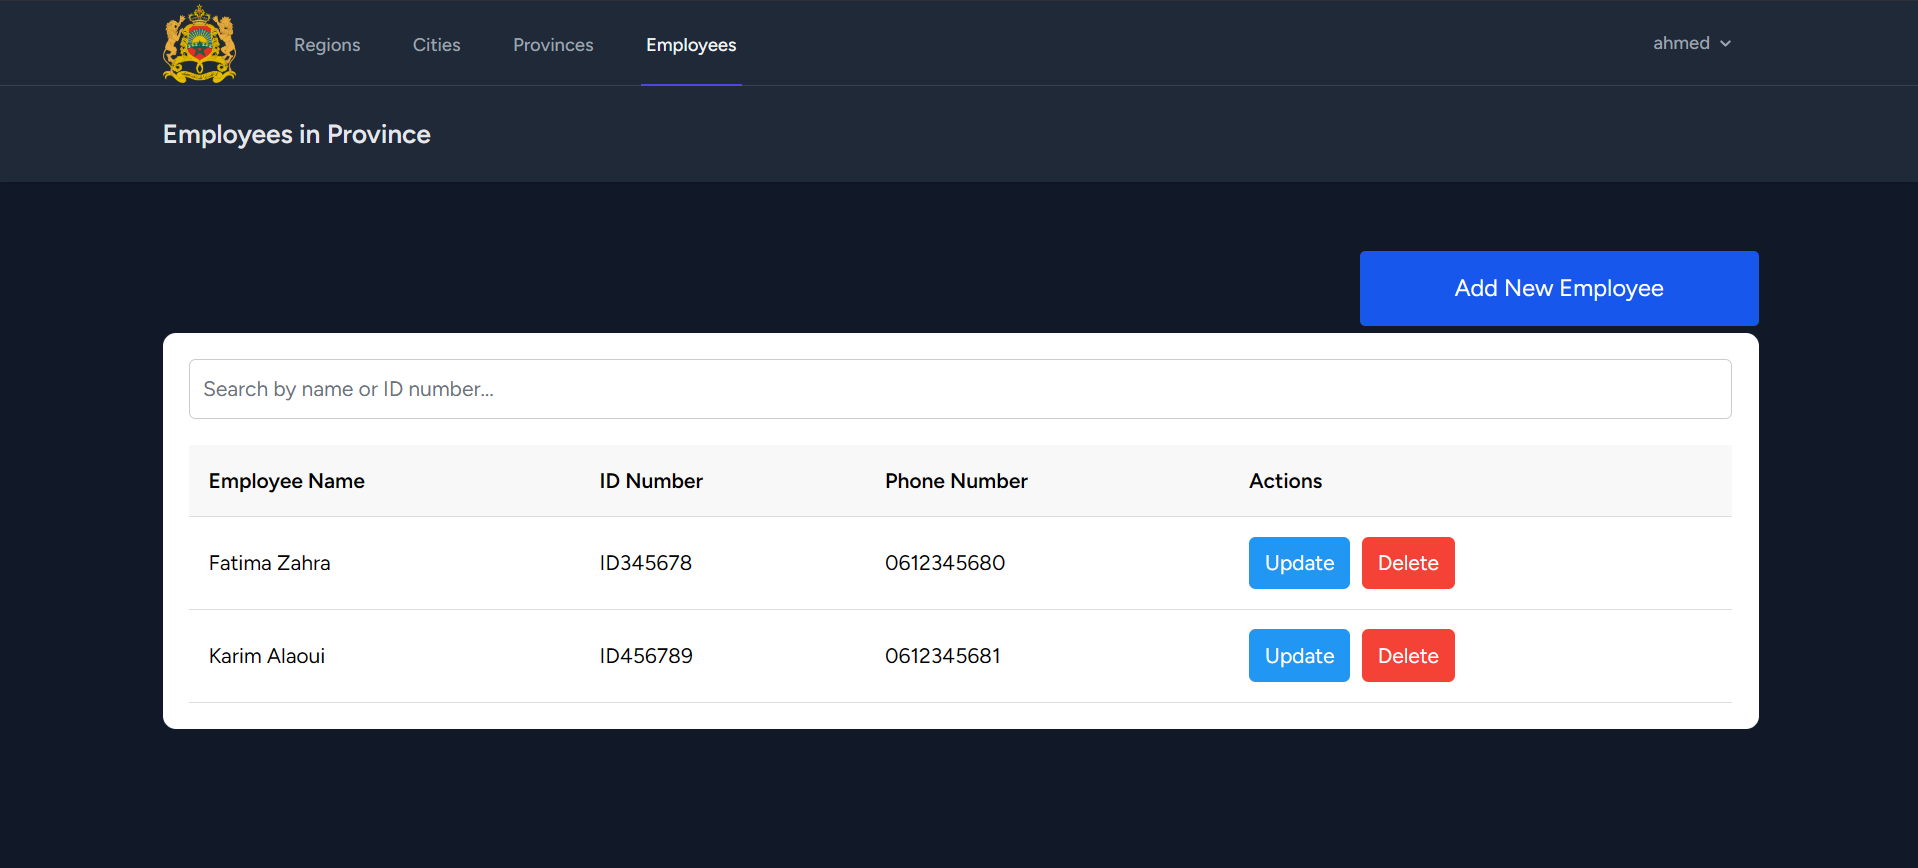 Regions Cities Provinces Employees ahmed
Employees in Province
Add New Employee
Search by name or ID number...
Employee Name ID Number Phone Number Actions
Fatima Zahra ID345678 0612345680 Update Delete
Karim Alaoui ID456789 0612345681 Update Delete